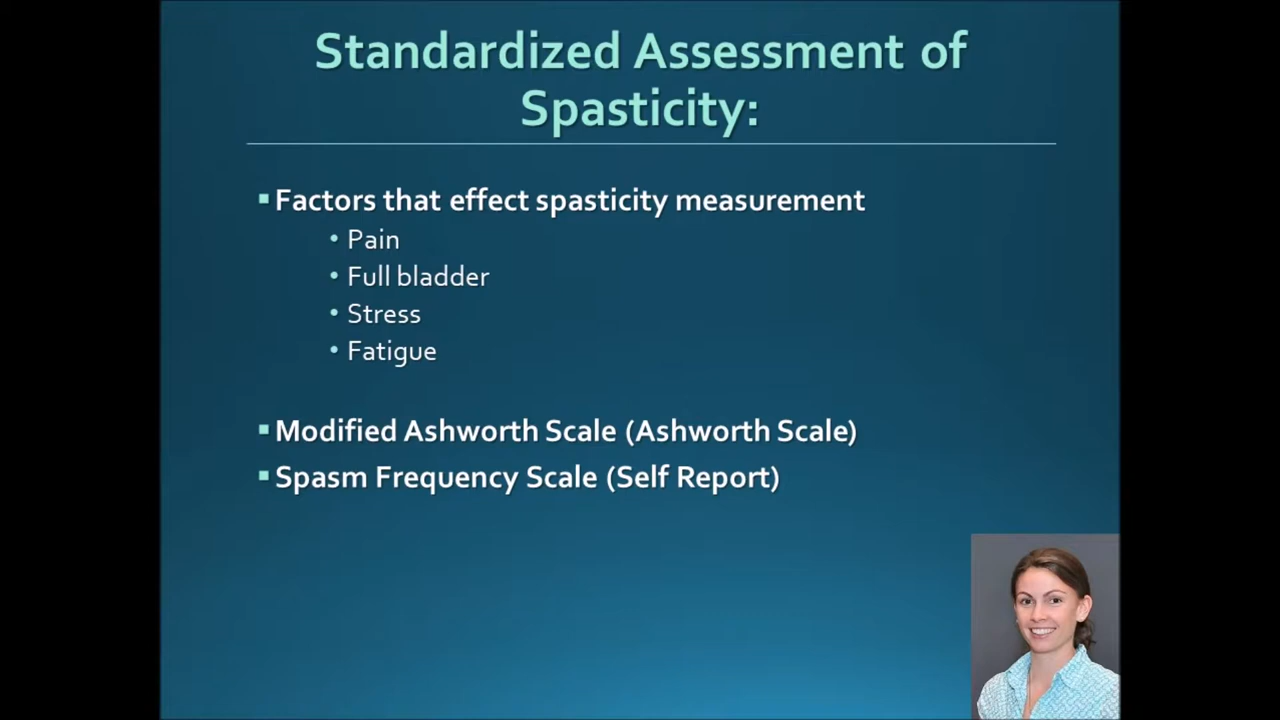 Standardized Assessment of
Spasticity:
Factors that effect spasticity measurement
Pain
Full bladder
Stress
Fatigue
Modified Ashworth Scale (Ashworth Scale)
Spasm Frequency Scale (Self Report)